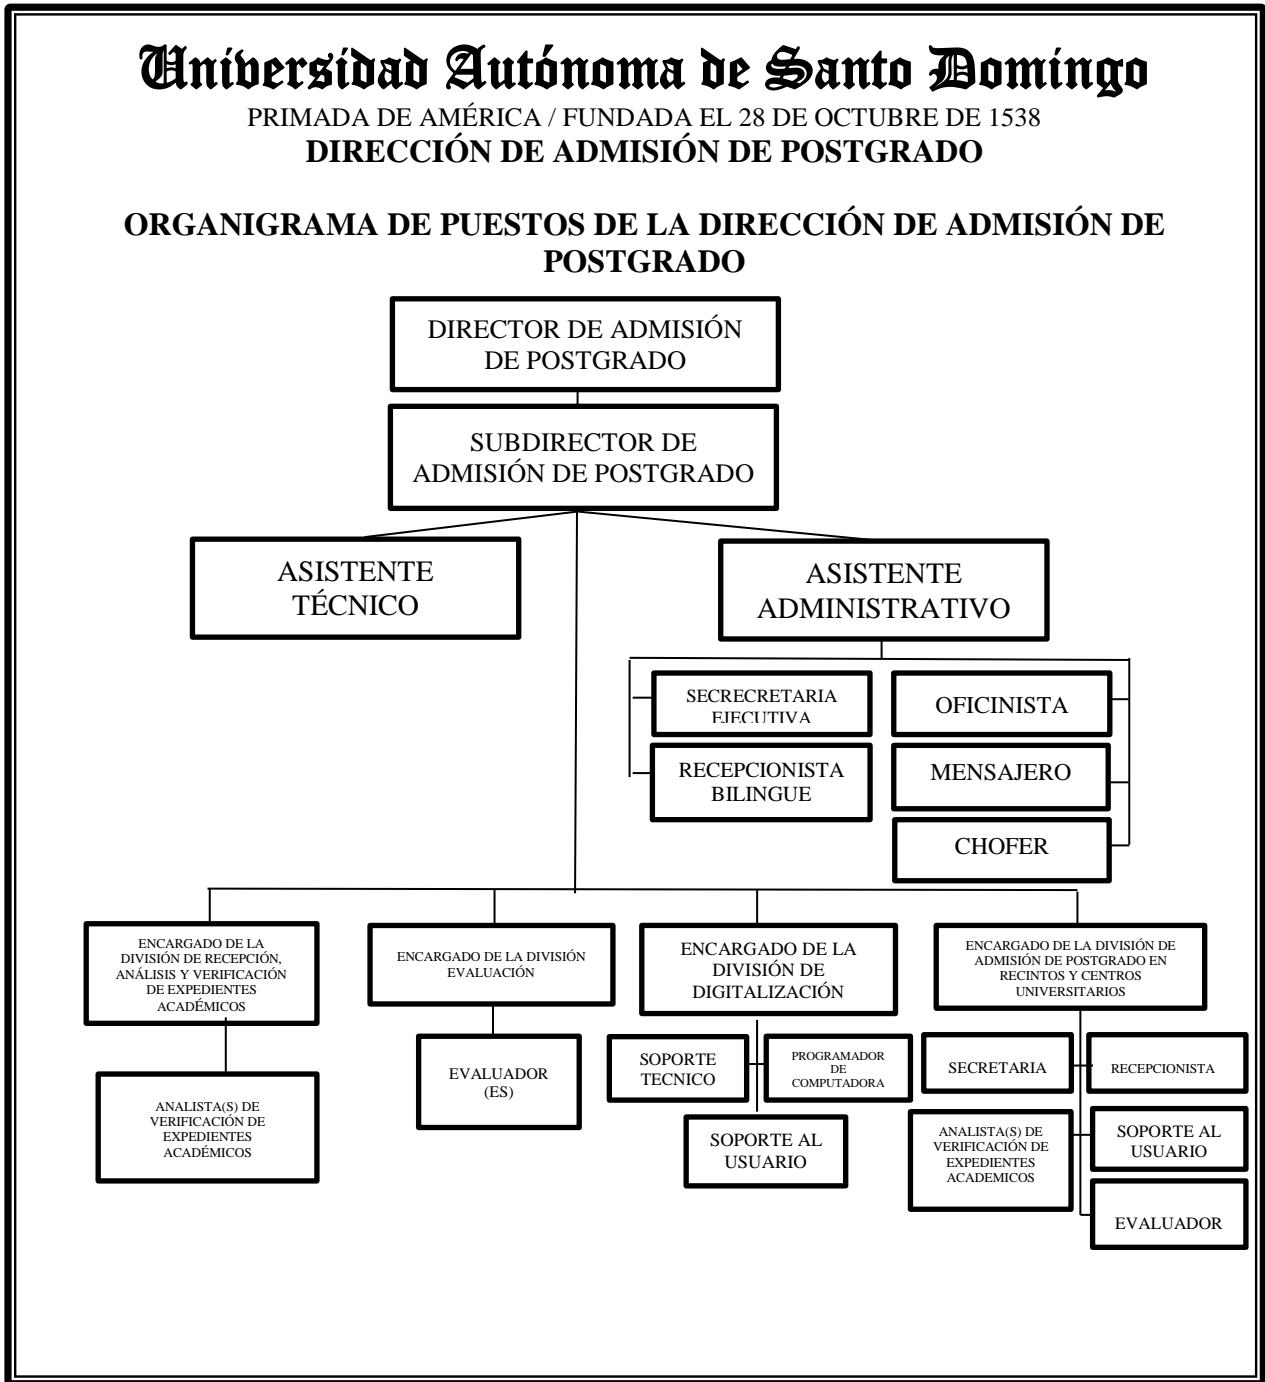 Universidad Autónoma de Santo Domingo
PRIMADA DE AMÉRICA / FUNDADA EL 28 DE OCTUBRE DE 1538
DIRECCIÓN DE ADMISIÓN DE POSTGRADO
ORGANIGRAMA DE PUESTOS DE LA DIRECCIÓN DE ADMISIÓN DE
POSTGRADO
DIRECTOR DE ADMISIÓN
DE POSTGRADO
SUBDIRECTOR DE
ADMISIÓN DE POSTGRADO
ASISTENTE
TÉCNICO
ASISTENTE
ADMINISTRATIVO
SECRECRETARIA
EJECUTIVA
OFICINISTA
RECEPCIONISTA
BILINGUE
MENSAJERO
CHOFER
ENCARGADO DE LA
DIVISIÓN DE RECEPCIÓN,
ANÁLISIS Y VERIFICACIÓN
DE EXPEDIENTES
ACADÉMICOS
ENCARGADO DE LA DIVISIÓN
EVALUACIÓN
ENCARGADO DE LA
DIVISIÓN DE
DIGITALIZACIÓN
ENCARGADO DE LA DIVISIÓN DE
ADMISIÓN DE POSTGRADO EN
RECINTOS Y CENTROS
UNIVERSITARIOS
ANALISTA(S) DE
VERIFICACIÓN DE
EXPEDIENTES
ACADÉMICOS
EVALUADOR
(ES)
SOPORTE
TECNICO
PROGRAMADOR
DE
COMPUTADORA
SOPORTE AL
USUARIO
SECRETARIA
RECEPCIONISTA
ANALISTA(S) DE
VERIFICACIÓN DE
EXPEDIENTES
ACADEMICOS
SOPORTE AL
USUARIO
EVALUADOR